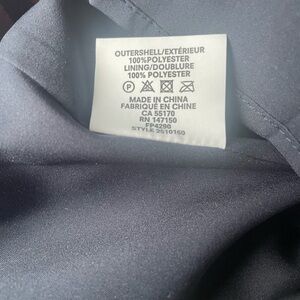 OUTERSHELL/EXTÉRIEUR
100%POLYESTER
LINING/DOUBLURE
100% POLYESTER
P
MADE IN CHINA
FABRIQUÉ EN CHINE
CA 55170
RN 147150
FP4290
STYLE 2510160